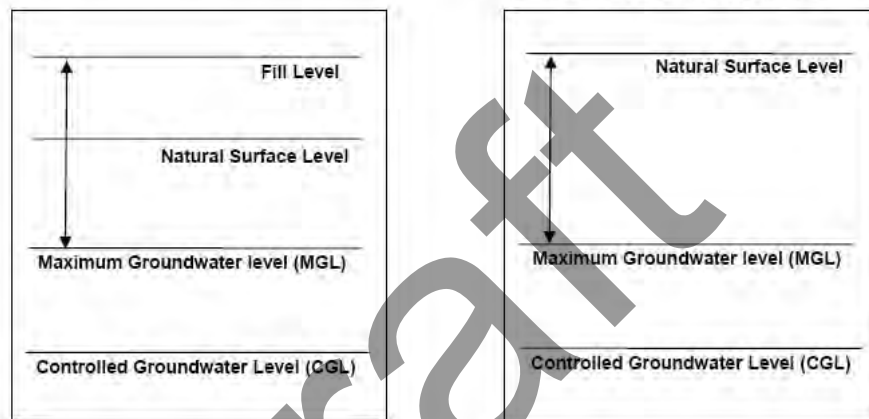 Fill Level
Natural Surface Level
Maximum Groundwater level (MGL)
Controlled Groundwater Level (CGL)
Natural Surface Level
Maximum Groundwater level (MGL)
Controlled Groundwater Level (CGL)
raft